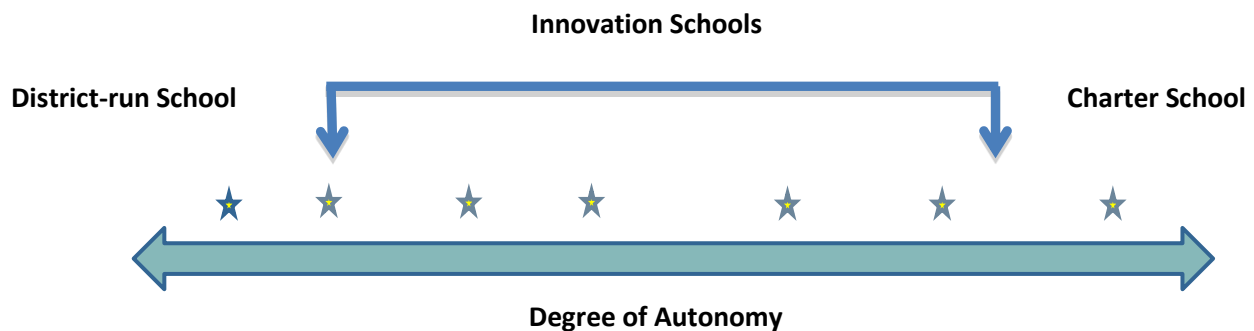 Innovation Schools
District-run School
Charter School
Degree of Autonomy